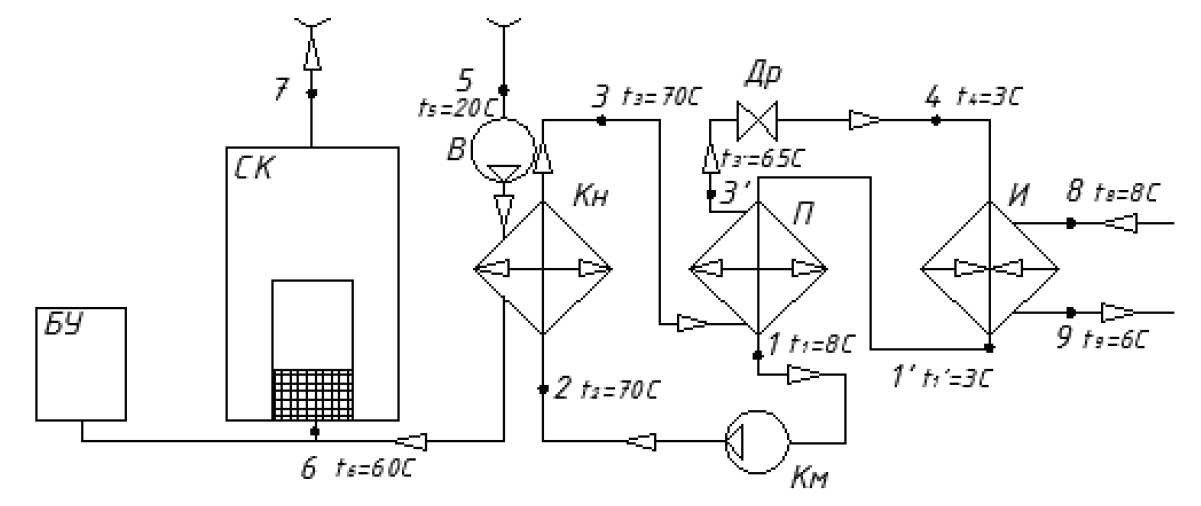 7
5
t₅=20C
В
СК
БУ
6 t₆=60C
3 t₃=70C
Кн
2 t₂=70C
Др
t₃'=65C
3'
П
1 t₁=8C
Км
4 t₄=3C
И
8 t₈=8C
9 t₉=6C
1' t₁'=3C